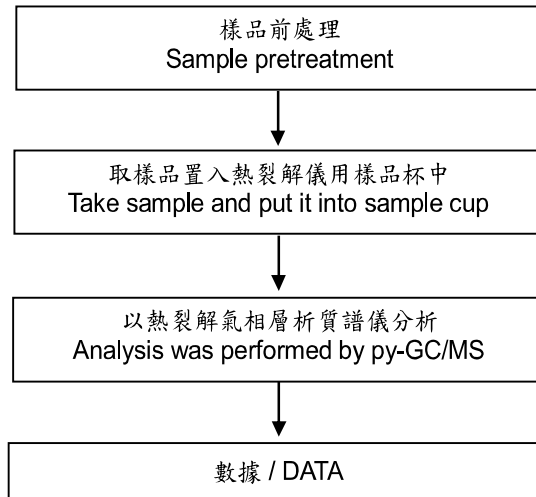 樣品前處理
Sample pretreatment
取樣品置入熱裂解儀用樣品杯中
Take sample and put it into sample cup
以熱裂解氣相層析質譜儀分析
Analysis was performed by py-GC/MS
數據 / DATA